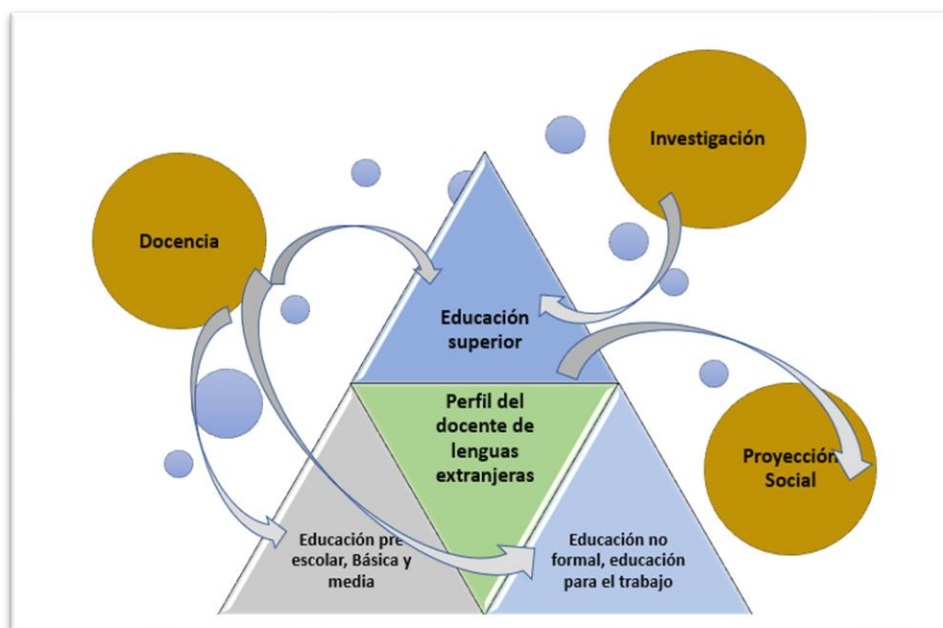 Investigación
Docencia
Educación
superior
Perfil del
docente de
lenguas
extranjeras
Proyección
Social
Educación pre
escolar, Básica y
media
Educación no
formal, educación
para el trabajo